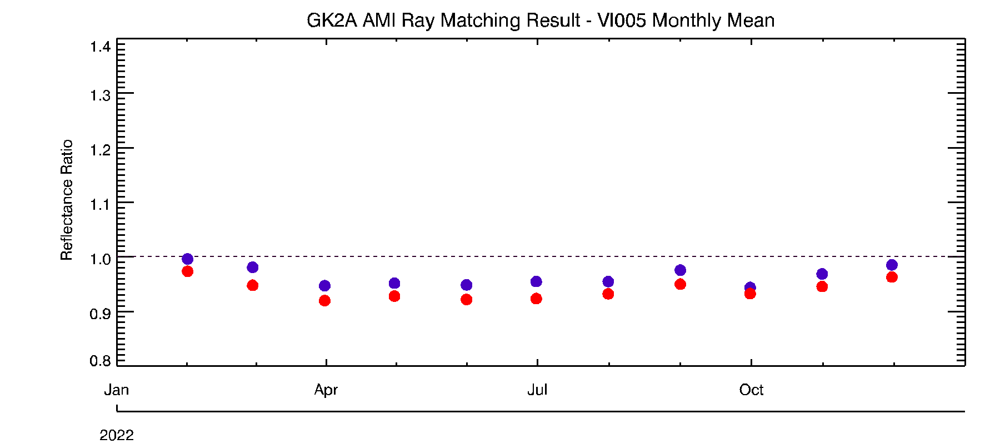 GK2A AMI Ray Matching Result - VI005 Monthly Mean
1.4
1.3
1.2
1.1
1.0
0.9
0.8
Reflectance Ratio
Jan Apr Jul Oct
2022